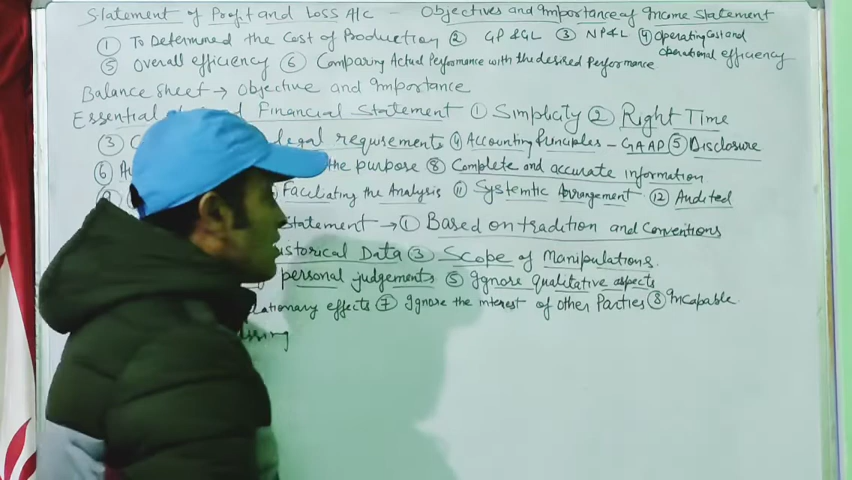 Statement of Profit and Loss A/c - Objectives and Importance of Income Statement
① To Determined the Cost of Production ② GP & GL ③ NP & L ④ Operating Cost and operational efficiency
⑤ Overall efficiency ⑥ Comparing Actual Performance with the desired Performance
Balance Sheet → Objective and Importance
Essential Financial Statement ① Simplicity ② Right Time
③ legal requirements ④ Accounting Principles - GAAP ⑤ Disclosure
⑥ the purpose ⑧ Complete and accurate information
Faciliating the Analysis ⑪ Systemtic Arrangement ⑫ Audited
Statement → ① Based on tradition and Conventions
Historical Data ③ Scope of Manipulations.
personal judgements ⑤ Ignore qualitative aspects
effects ⑦ Ignore the interest of other Parties ⑧ Incapable